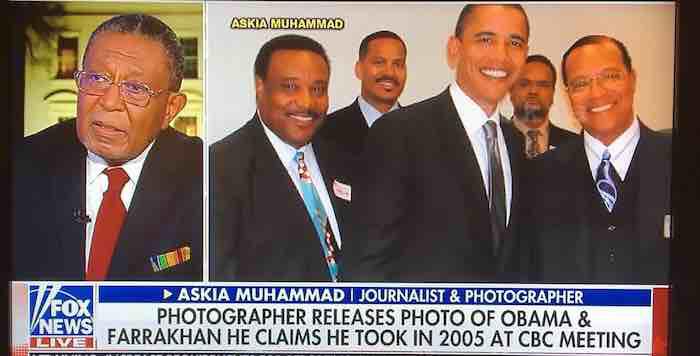 ASKIA MUHAMMAD
▶ ASKIA MUHAMMAD | JOURNALIST & PHOTOGRAPHER
PHOTOGRAPHER RELEASES PHOTO OF OBAMA &
FARRAKHAN HE CLAIMS HE TOOK IN 2005 AT CBC MEETING
FOX
NEWS
LIVE